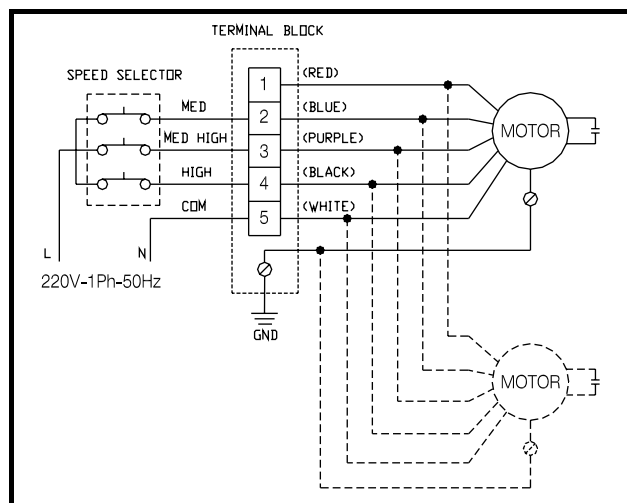 TERMINAL BLOCK
SPEED SELECTOR
1 (RED)
MED 2 (BLUE)
MED HIGH 3 (PURPLE)
HIGH 4 (BLACK)
COM 5 (WHITE)
MOTOR
L N
220V-1Ph-50Hz
GND
MOTOR